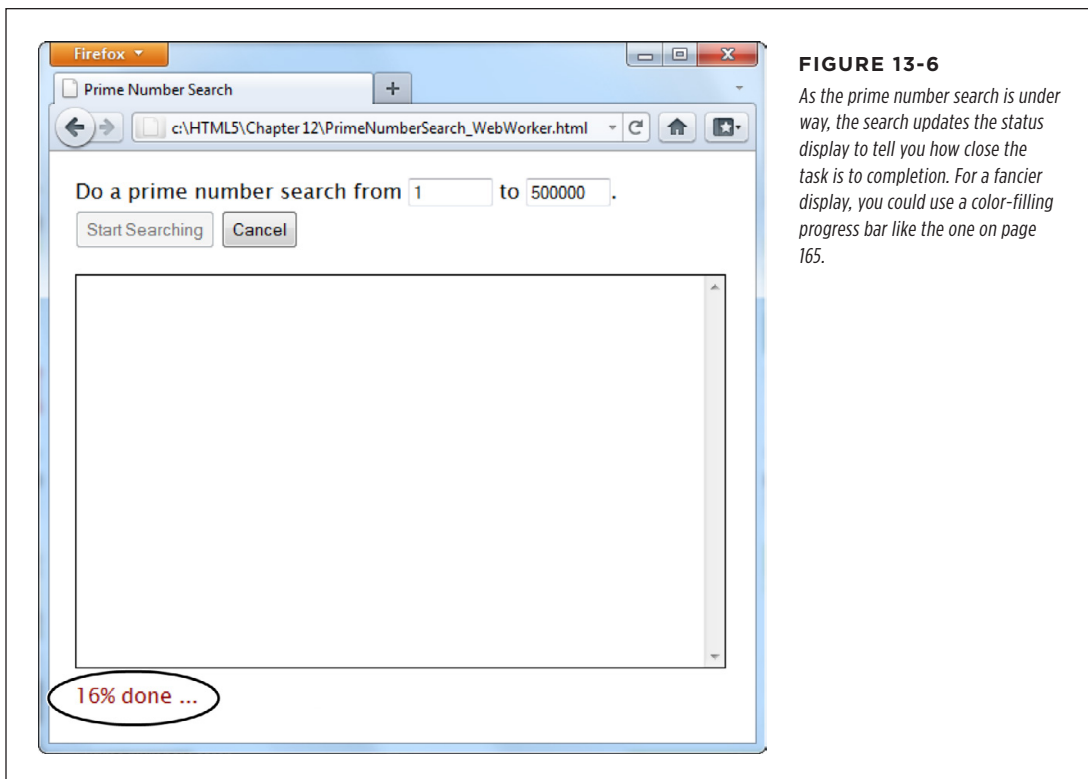 Firefox
Prime Number Search
c:\HTML5\Chapter 12\PrimeNumberSearch_WebWorker.html
Do a prime number search from 1 to 500000 .
Start Searching Cancel
16% done ...
FIGURE 13-6
As the prime number search is under
way, the search updates the status
display to tell you how close the
task is to completion. For a fancier
display, you could use a color-filling
progress bar like the one on page
165.